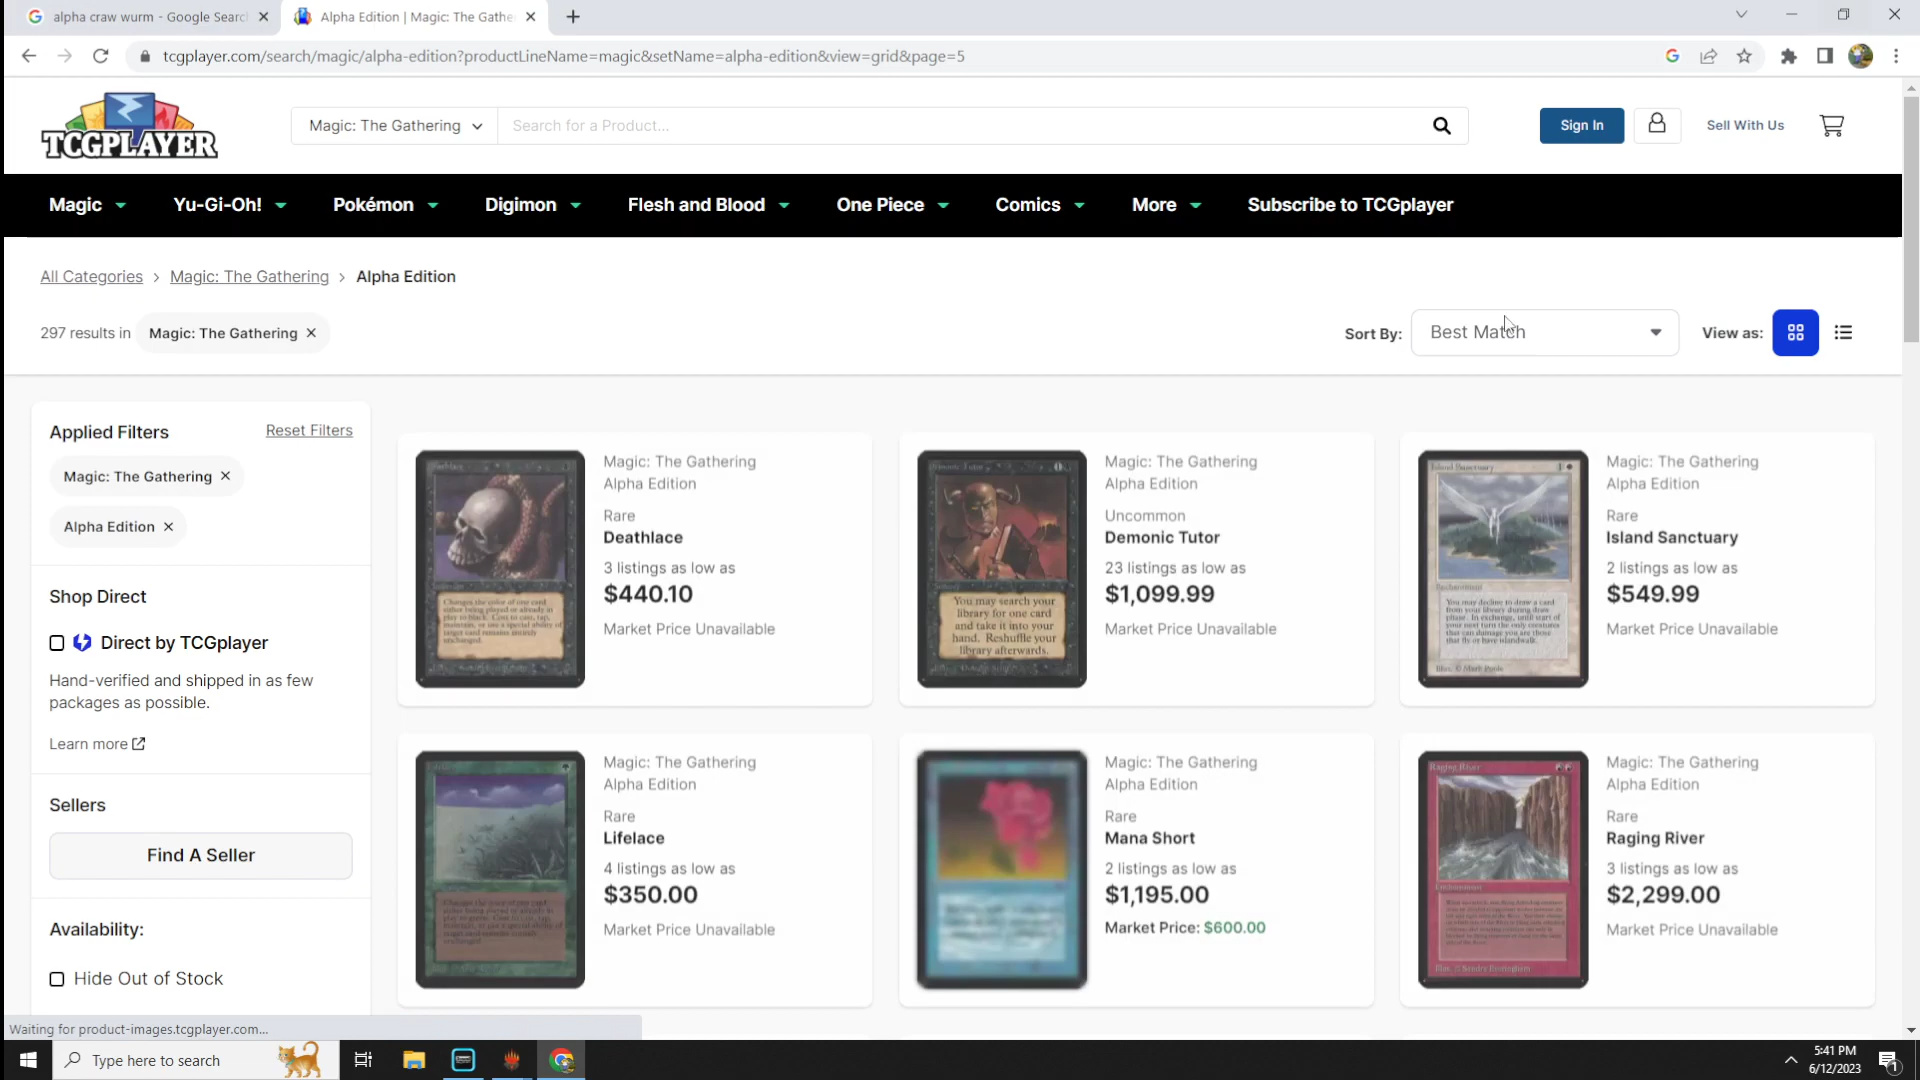 alpha craw wurm - Google Searc
Alpha Edition | Magic: The Gathe
tcgplayer.com/search/magic/alpha-edition?productLineName=magic&setName=alpha-edition&view=grid&page=5
TCGPLAYER
Magic: The Gathering
Search for a Product...
Sign In
Sell With Us
Magic
Yu-Gi-Oh!
Pokémon
Digimon
Flesh and Blood
One Piece
Comics
More
Subscribe to TCGplayer
All Categories > Magic: The Gathering > Alpha Edition
297 results in
Magic: The Gathering ×
Sort By:
Best Match
View as:
Applied Filters
Reset Filters
Magic: The Gathering ×
Alpha Edition ×
Shop Direct
Direct by TCGplayer
Hand-verified and shipped in as few
packages as possible.
Learn more
Sellers
Find A Seller
Availability:
Hide Out of Stock
Magic: The Gathering
Alpha Edition
Rare
Deathlace
3 listings as low as
$440.10
Market Price Unavailable
You may search your
library for one card
and take it into your
hand. Reshuffle your
library afterwards.
Magic: The Gathering
Alpha Edition
Uncommon
Demonic Tutor
23 listings as low as
$1,099.99
Market Price Unavailable
Island Sanctuary
Magic: The Gathering
Alpha Edition
Rare
Island Sanctuary
2 listings as low as
$549.99
Market Price Unavailable
Magic: The Gathering
Alpha Edition
Rare
Lifelace
4 listings as low as
$350.00
Market Price Unavailable
Magic: The Gathering
Alpha Edition
Rare
Mana Short
2 listings as low as
$1,195.00
Market Price: $600.00
Raging River
Magic: The Gathering
Alpha Edition
Rare
Raging River
3 listings as low as
$2,299.00
Market Price Unavailable
Waiting for product-images.tcgplayer.com...
Type here to search
5:41 PM
6/12/2023
1